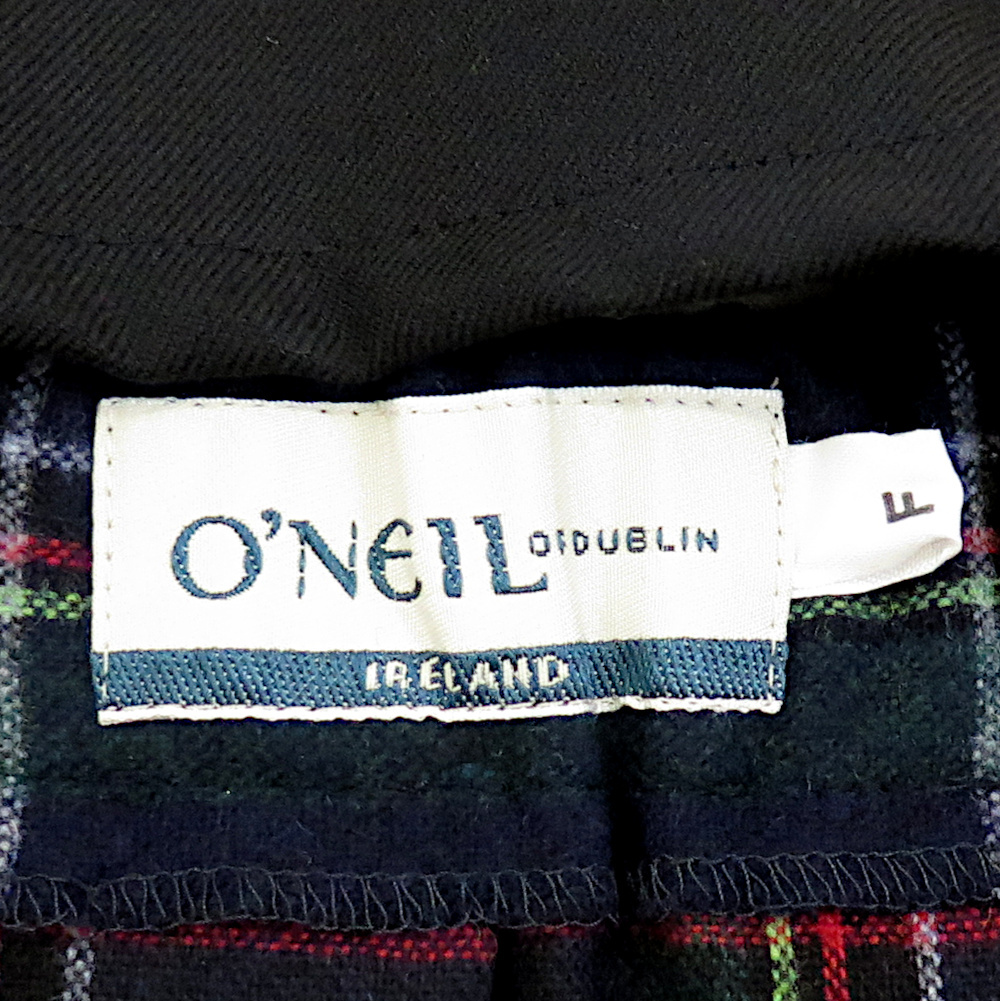 O'NEIL OF DUBLIN
IRELAND
F